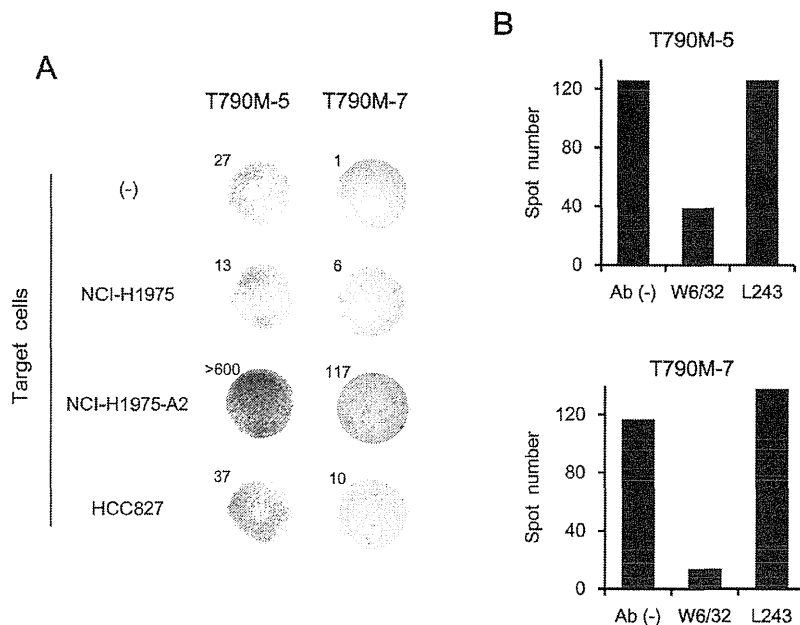 A
T790M-5 T790M-7
Target cells
(-) 27 1
NCI-H1975 13 6
NCI-H1975-A2 >600 117
HCC827 37 10
B
T790M-5
Spot number
120
80
40
0
Ab (-) W6/32 L243
T790M-7
Spot number
120
80
40
0
Ab (-) W6/32 L243